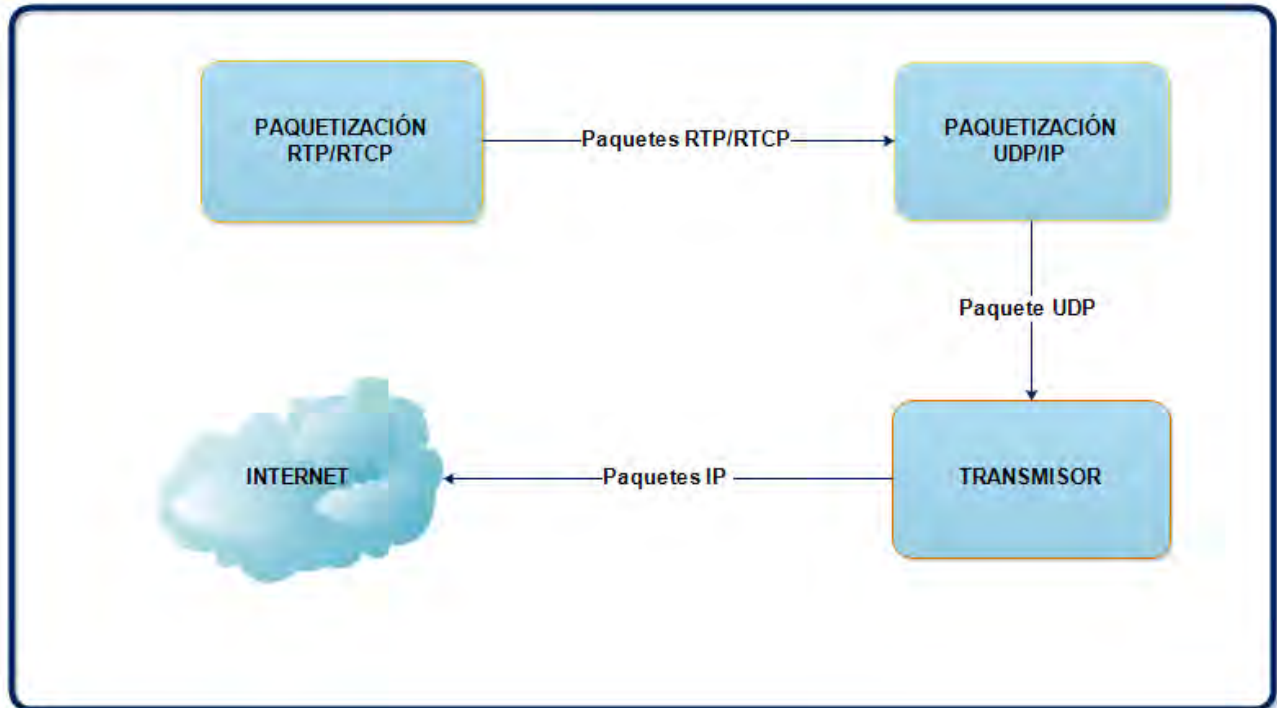 PAQUETIZACIÓN
RTP/RTCP
Paquetes RTP/RTCP
PAQUETIZACIÓN
UDP/IP
Paquete UDP
INTERNET
Paquetes IP
TRANSMISOR